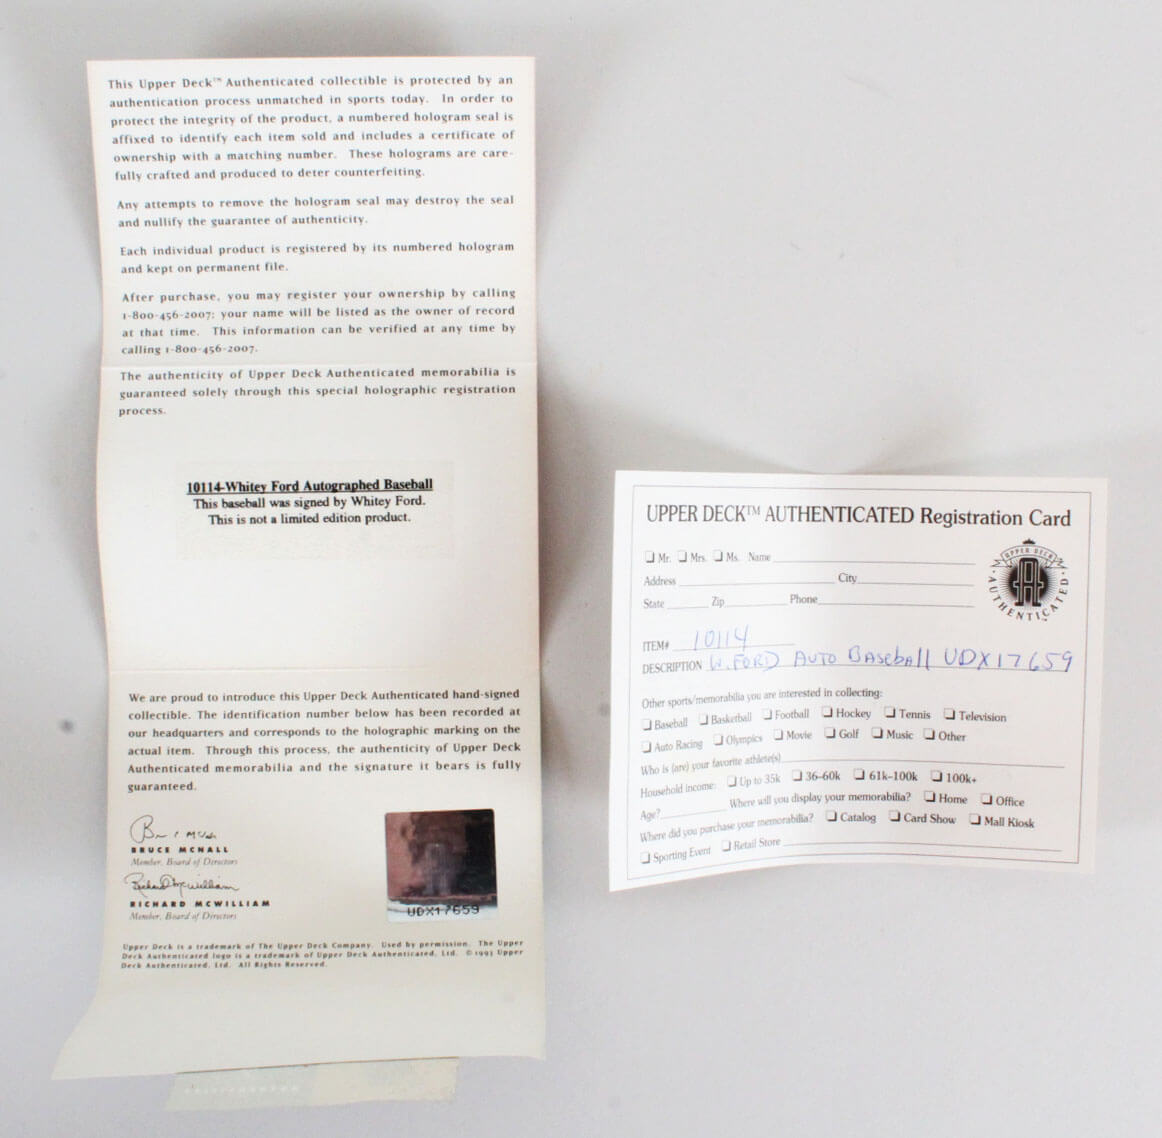 This Upper Deck™ Authenticated collectible is protected by an
authentication process unmatched in sports today. In order to
protect the integrity of the product, a numbered hologram seal is
affixed to identify each item sold and includes a certificate of
ownership with a matching number. These holograms are care-
fully crafted and produced to deter counterfeiting.
Any attempts to remove the hologram seal may destroy the seal
and nullify the guarantee of authenticity.
Each individual product is registered by its numbered hologram
and kept on permanent file.
After purchase, you may register your ownership by calling
1-800-456-2007; your name will be listed as the owner of record
at that time. This information can be verified at any time by
calling 1-800-456-2007.
The authenticity of Upper Deck Authenticated memorabilia is
guaranteed solely through this special holographic registration
process.
10114-Whitey Ford Autographed Baseball
This baseball was signed by Whitey Ford.
This is not a limited edition product.
We are proud to introduce this Upper Deck Authenticated hand-signed
collectible. The identification number below has been recorded at
our headquarters and corresponds to the holographic marking on the
actual item. Through this process, the authenticity of Upper Deck
Authenticated memorabilia and the signature it bears is fully
guaranteed.
BRUCE MCNALL
Member, Board of Directors
Richard McWilliam
RICHARD MCWILLIAM
Member, Board of Directors
UDX17659
Upper Deck is a trademark of The Upper Deck Company. Used by permission. The Upper
Deck Authenticated logo is a trademark of Upper Deck Authenticated, Ltd. © 1993 Upper
Deck Authenticated, Ltd. All Rights Reserved.
UPPER DECK™ AUTHENTICATED Registration Card
Mr. Mrs. Ms. Name
Address City
State Zip Phone
UPPER DECK
AUTHENTICATED
ITEM# 10114
DESCRIPTION W. FORD AUTO BASEBALL UDX17659
Other sports/memorabilia you are interested in collecting:
Baseball Basketball Football Hockey Tennis Television
Auto Racing Olympics Movie Golf Music Other
Who is (are) your favorite athlete(s)
Household income: Up to 35k 36-60k 61k-100k 100k+
Age? Where will you display your memorabilia? Home Office
Where did you purchase your memorabilia? Catalog Card Show Mall Kiosk
Sporting Event Retail Store